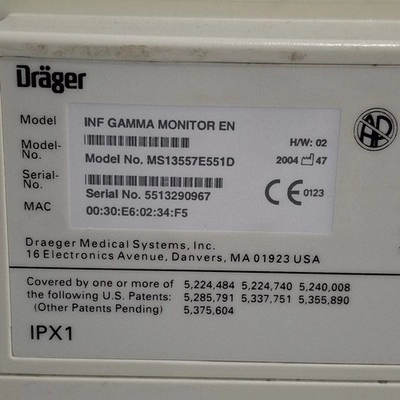 Dräger
Model INF GAMMA MONITOR EN
H/W: 02
Model-No. Model No. MS13557E551D 2004 47
Serial-No. Serial No. 5513290967 CE 0123
MAC 00:30:E6:02:34:F5
Draeger Medical Systems, Inc.
16 Electronics Avenue, Danvers, MA 01923 USA
Covered by one or more of 5,224,484 5,224,740 5,240,008
the following U.S. Patents: 5,285,791 5,337,751 5,355,890
(Other Patents Pending) 5,375,604
IPX1